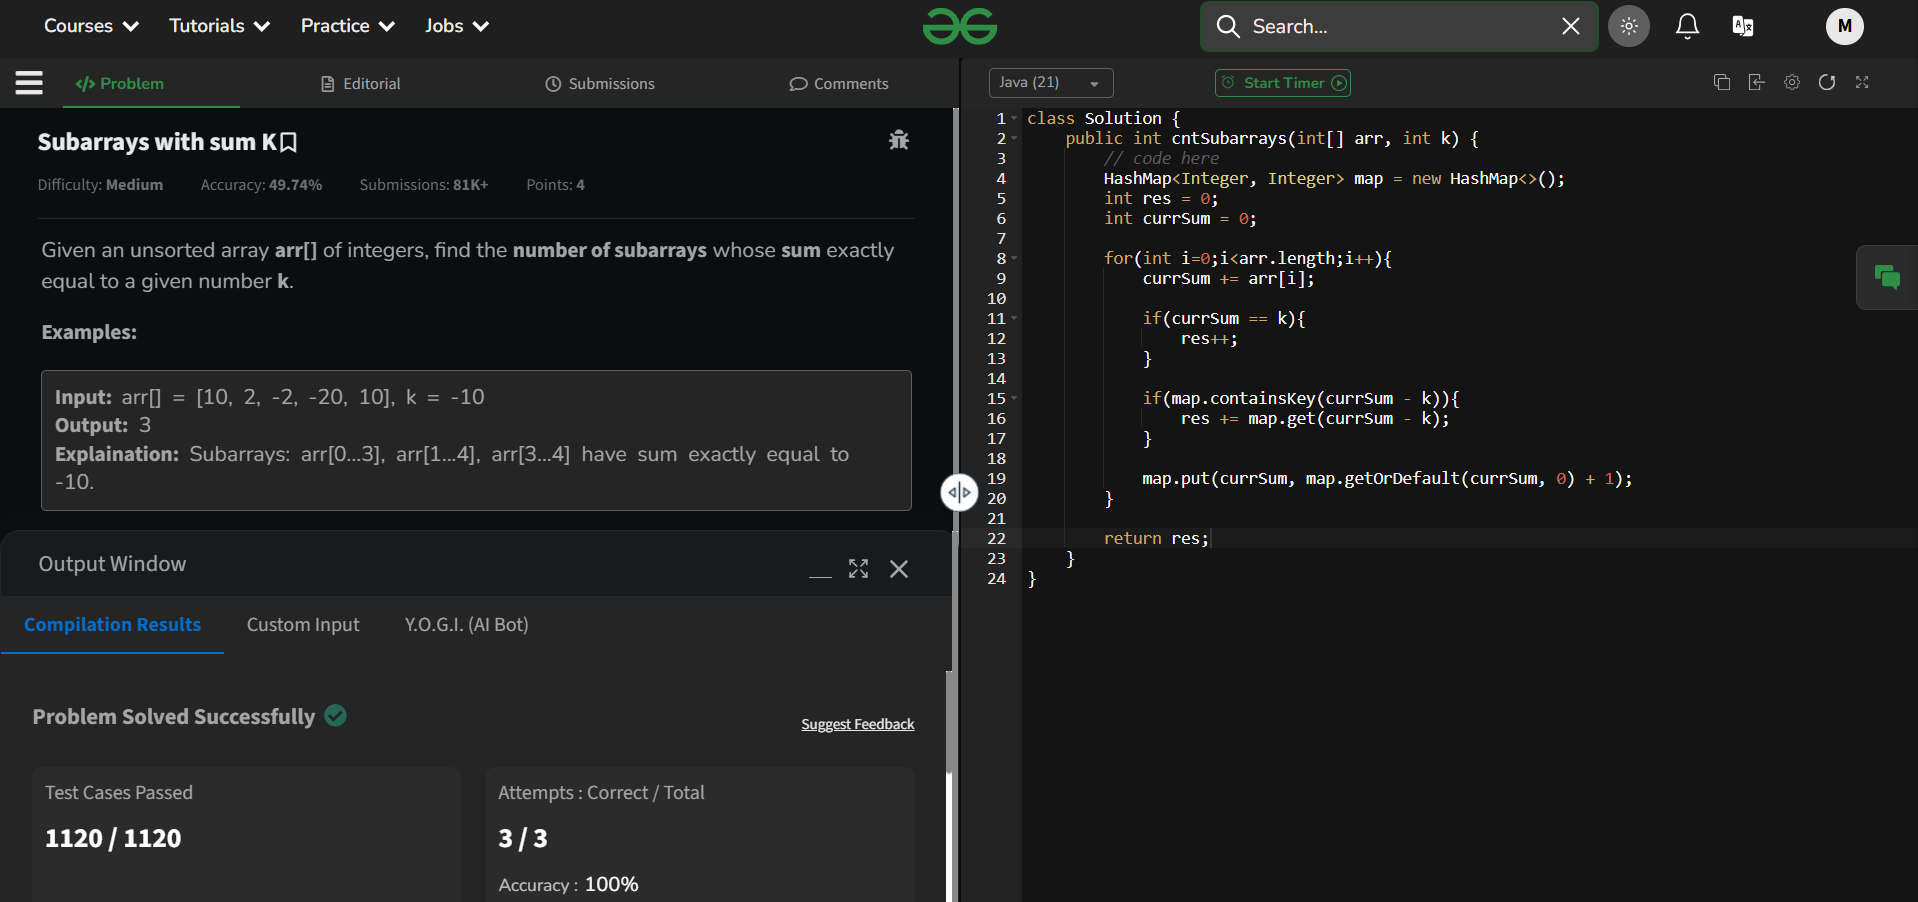 Courses Tutorials Practice Jobs Search... M
</> Problem Editorial Submissions Comments
Subarrays with sum K
Difficulty: Medium Accuracy: 49.74% Submissions: 81K+ Points: 4
Given an unsorted array arr[] of integers, find the number of subarrays whose sum exactly
equal to a given number k.
Examples:
Input: arr[] = [10, 2, -2, -20, 10], k = -10
Output: 3
Explaination: Subarrays: arr[0...3], arr[1...4], arr[3...4] have sum exactly equal to
-10.
Output Window
Compilation Results Custom Input Y.O.G.I. (AI Bot)
Problem Solved Successfully
Suggest Feedback
Test Cases Passed
1120 / 1120
Attempts : Correct / Total
3 / 3
Accuracy : 100%
Java (21) Start Timer
1 class Solution {
2 public int cntSubarrays(int[] arr, int k) {
3 // code here
4 HashMap<Integer, Integer> map = new HashMap<>();
5 int res = 0;
6 int currSum = 0;
7
8 for(int i=0;i<arr.length;i++){
9 currSum += arr[i];
10
11 if(currSum == k){
12 res++;
13 }
14
15 if(map.containsKey(currSum - k)){
16 res += map.get(currSum - k);
17 }
18
19 map.put(currSum, map.getOrDefault(currSum, 0) + 1);
20 }
21
22 return res;
23 }
24 }